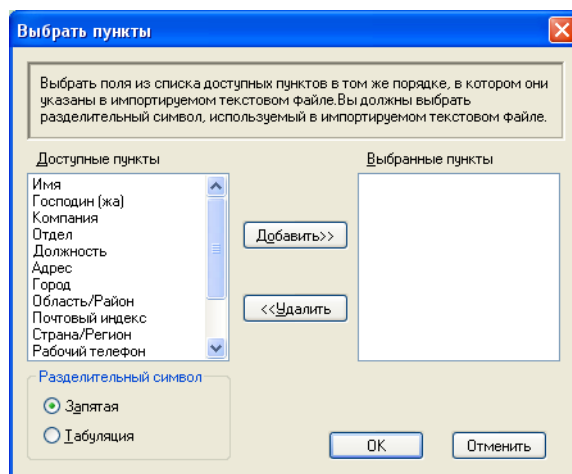 Выбрать пункты
Выбрать поля из списка доступных пунктов в том же порядке, в котором они
указаны в импортируемом текстовом файле.Вы должны выбрать
разделительный символ, используемый в импортируемом текстовом файле.
Доступные пункты
Выбранные пункты
Имя
Господин (жа)
Компания
Отдел
Должность
Адрес
Город
Область/Район
Почтовый индекс
Страна/Регион
Рабочий телефон
Добавить>>
<<Удалить
Разделительный символ
Запятая
Табуляция
OK
Отменить